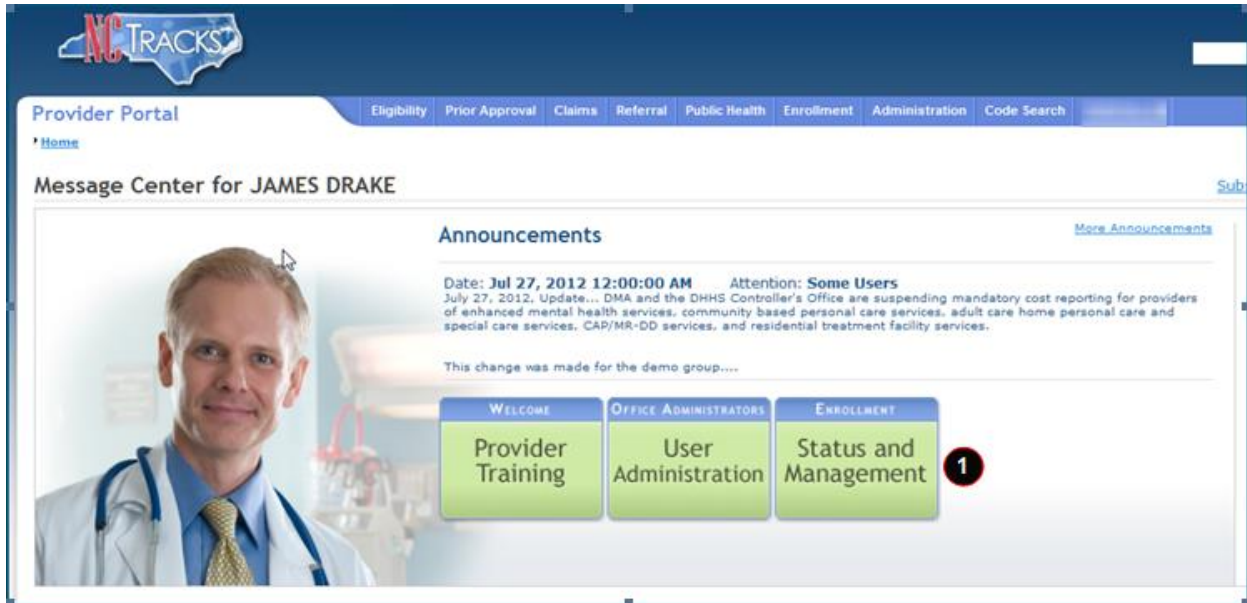 NCTRACKS
Provider Portal
Eligibility Prior Approval Claims Referral Public Health Enrollment Administration Code Search
Home
Message Center for JAMES DRAKE
Sub
Announcements
More Announcements
Date: Jul 27, 2012 12:00:00 AM Attention: Some Users
July 27, 2012, Update... DMA and the DHHS Controller's Office are suspending mandatory cost reporting for providers
of enhanced mental health services, community based personal care services, adult care home personal care and
special care services, CAP/MR-DD services, and residential treatment facility services.
This change was made for the demo group....
WELCOME
Provider
Training
OFFICE ADMINISTRATORS
User
Administration
ENROLLMENT
Status and
Management
1